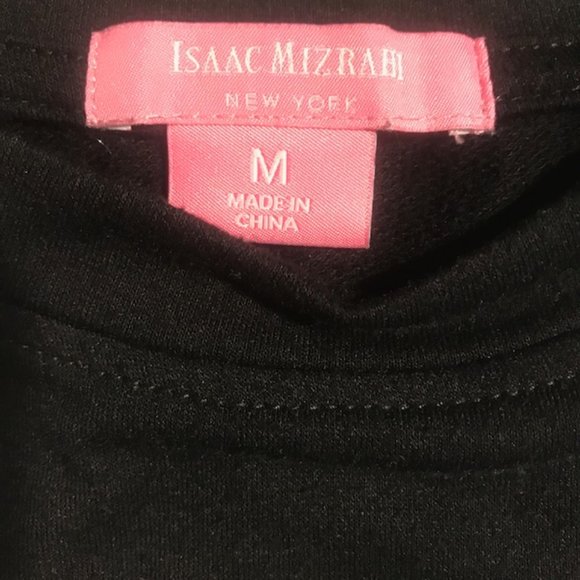 ISAAC MIZRAHI
NEW YORK
M
MADE IN
CHINA